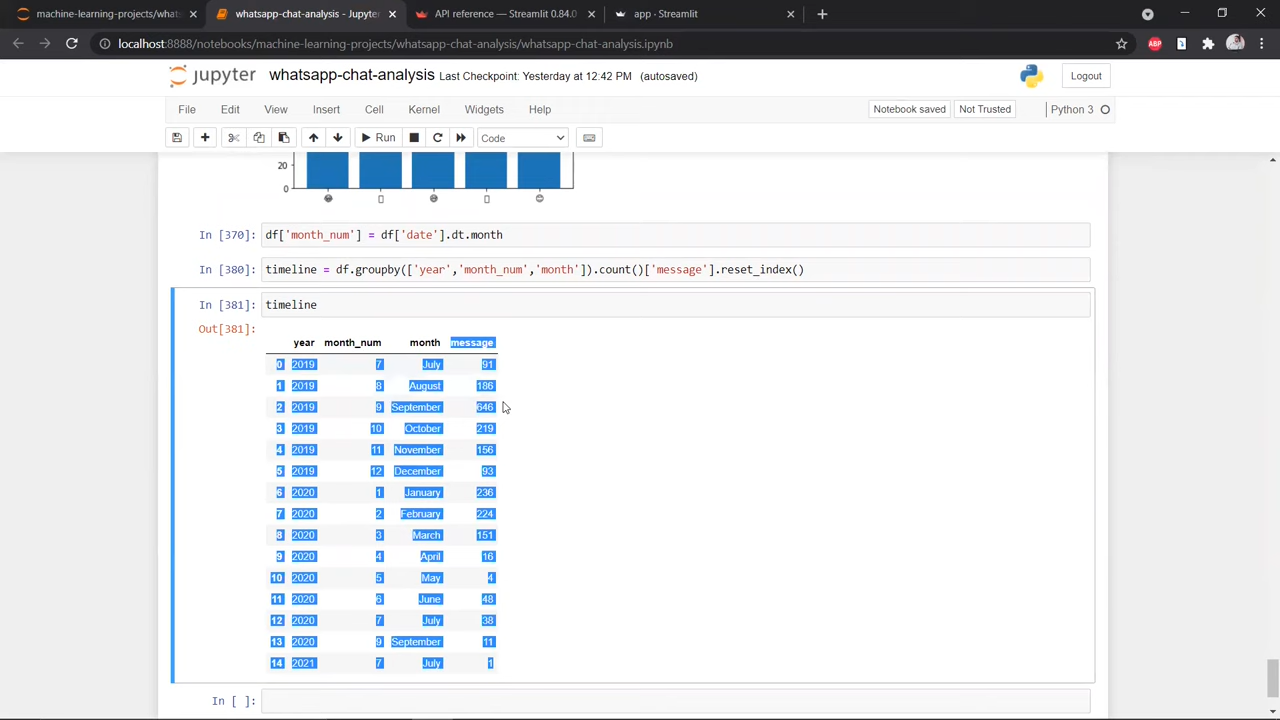 machine-learning-projects/whats
whatsapp-chat-analysis - Jupyter
API reference — Streamlit 0.84.0
app · Streamlit
localhost:8888/notebooks/machine-learning-projects/whatsapp-chat-analysis/whatsapp-chat-analysis.ipynb
ABP
jupyter whatsapp-chat-analysis Last Checkpoint: Yesterday at 12:42 PM (autosaved)
Logout
File Edit View Insert Cell Kernel Widgets Help
Notebook saved Not Trusted Python 3
Run Code
20
0
In [370]: df['month_num'] = df['date'].dt.month
In [380]: timeline = df.groupby(['year','month_num','month']).count()['message'].reset_index()
In [381]: timeline
Out[381]:
year month_num month message
0 2019 7 July 91
1 2019 8 August 186
2 2019 9 September 646
3 2019 10 October 219
4 2019 11 November 156
5 2019 12 December 93
6 2020 1 January 236
7 2020 2 February 224
8 2020 3 March 151
9 2020 4 April 16
10 2020 5 May 4
11 2020 6 June 48
12 2020 7 July 38
13 2020 9 September 11
14 2021 7 July 1
In [ ]: